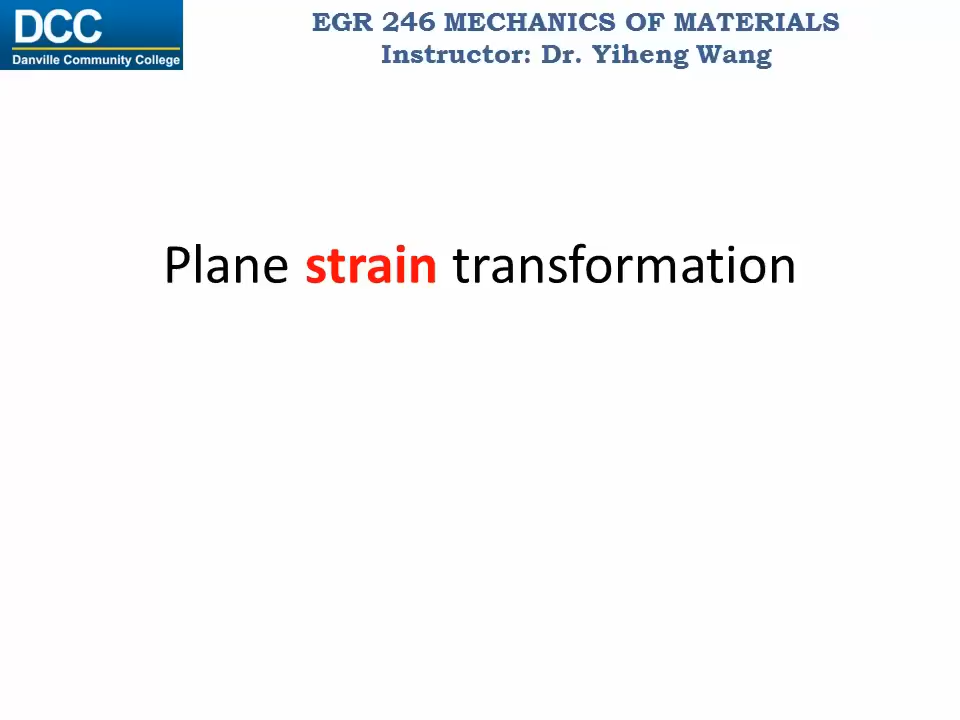 DCC
Danville Community College
EGR 246 MECHANICS OF MATERIALS
Instructor: Dr. Yiheng Wang
Plane strain transformation